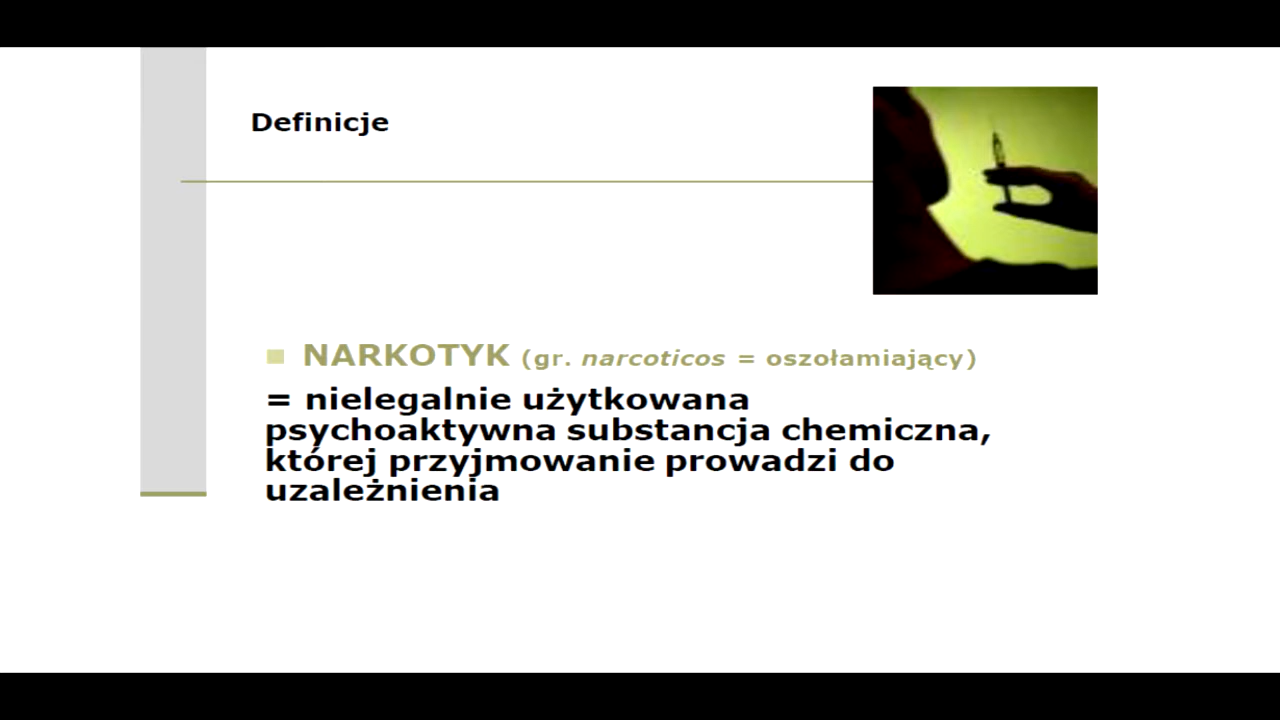 Definicje
NARKOTYK (gr. narcoticos = oszołamiający)
= nielegalnie użytkowana
psychoaktywna substancja chemiczna,
której przyjmowanie prowadzi do
uzależnienia